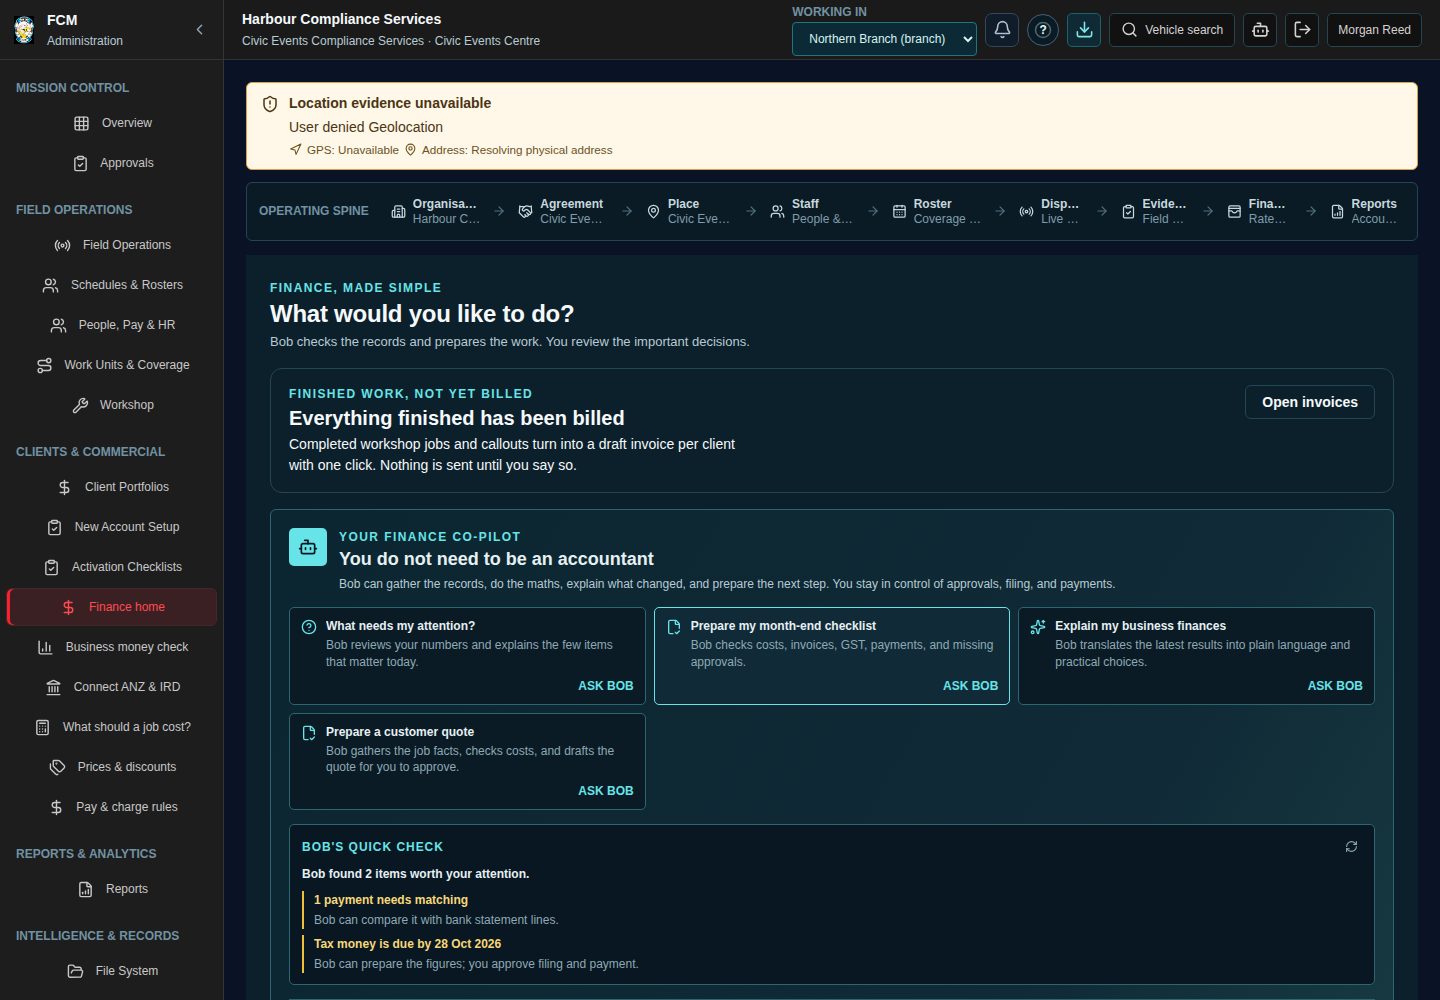 FCM
Administration
Harbour Compliance Services
Civic Events Compliance Services · Civic Events Centre
WORKING IN
Northern Branch (branch)
Vehicle search
Morgan Reed
MISSION CONTROL
Overview
Approvals
FIELD OPERATIONS
Field Operations
Schedules & Rosters
People, Pay & HR
Work Units & Coverage
Workshop
CLIENTS & COMMERCIAL
Client Portfolios
New Account Setup
Activation Checklists
Finance home
Business money check
Connect ANZ & IRD
What should a job cost?
Prices & discounts
Pay & charge rules
REPORTS & ANALYTICS
Reports
INTELLIGENCE & RECORDS
File System
Location evidence unavailable
User denied Geolocation
GPS: Unavailable Address: Resolving physical address
OPERATING SPINE
Organisa...
Harbour C...
Agreement
Civic Eve...
Place
Civic Eve...
Staff
People &...
Roster
Coverage ...
Disp...
Live ...
Evide...
Field ...
Fina...
Rate...
Reports
Accou...
FINANCE, MADE SIMPLE
What would you like to do?
Bob checks the records and prepares the work. You review the important decisions.
FINISHED WORK, NOT YET BILLED
Everything finished has been billed
Completed workshop jobs and callouts turn into a draft invoice per client
with one click. Nothing is sent until you say so.
Open invoices
YOUR FINANCE CO-PILOT
You do not need to be an accountant
Bob can gather the records, do the maths, explain what changed, and prepare the next step. You stay in control of approvals, filing, and payments.
What needs my attention?
Bob reviews your numbers and explains the few items
that matter today.
ASK BOB
Prepare my month-end checklist
Bob checks costs, invoices, GST, payments, and missing
approvals.
ASK BOB
Explain my business finances
Bob translates the latest results into plain language and
practical choices.
ASK BOB
Prepare a customer quote
Bob gathers the job facts, checks costs, and drafts the
quote for you to approve.
ASK BOB
BOB'S QUICK CHECK
Bob found 2 items worth your attention.
1 payment needs matching
Bob can compare it with bank statement lines.
Tax money is due by 28 Oct 2026
Bob can prepare the figures; you approve filing and payment.